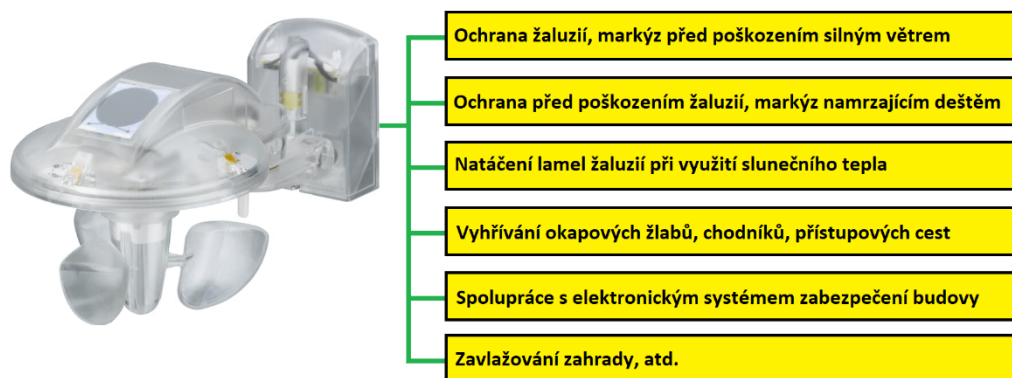 Ochrana žaluzií, markýz před poškozením silným větrem
Ochrana před poškozením žaluzií, markýz namrzajícím deštěm
Natáčení lamel žaluzií při využití slunečního tepla
Vyhřívání okapových žlabů, chodníků, přístupových cest
Spolupráce s elektronickým systémem zabezpečení budovy
Zavlažování zahrady, atd.